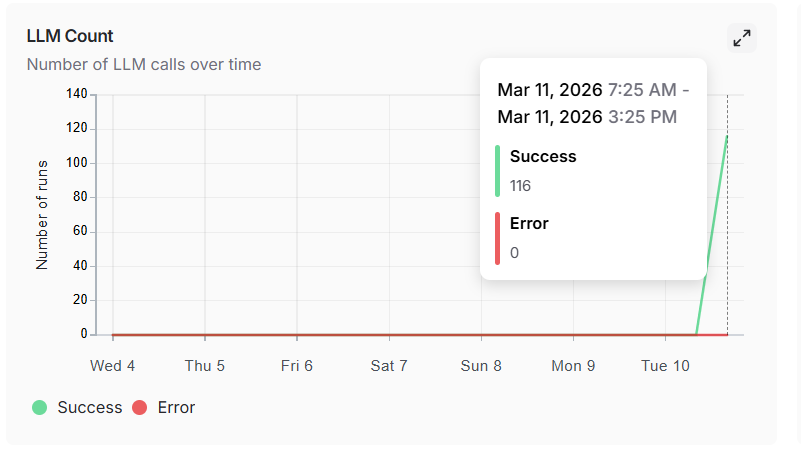 LLM Count
Number of LLM calls over time
Mar 11, 2026 7:25 AM -
Mar 11, 2026 3:25 PM
Success
116
Error
0
Number of runs
140
120
100
80
60
40
20
0
Wed 4 Thu 5 Fri 6 Sat 7 Sun 8 Mon 9 Tue 10
Success Error